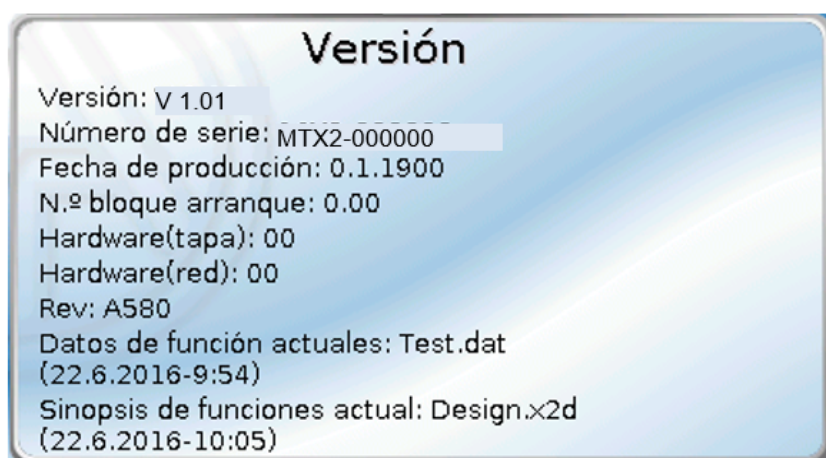 Versión
Versión: V 1.01
Número de serie: MTX2-000000
Fecha de producción: 0.1.1900
N.º bloque arranque: 0.00
Hardware(tapa): 00
Hardware(red): 00
Rev: A580
Datos de función actuales: Test.dat
(22.6.2016-9:54)
Sinopsis de funciones actual: Design.x2d
(22.6.2016-10:05)